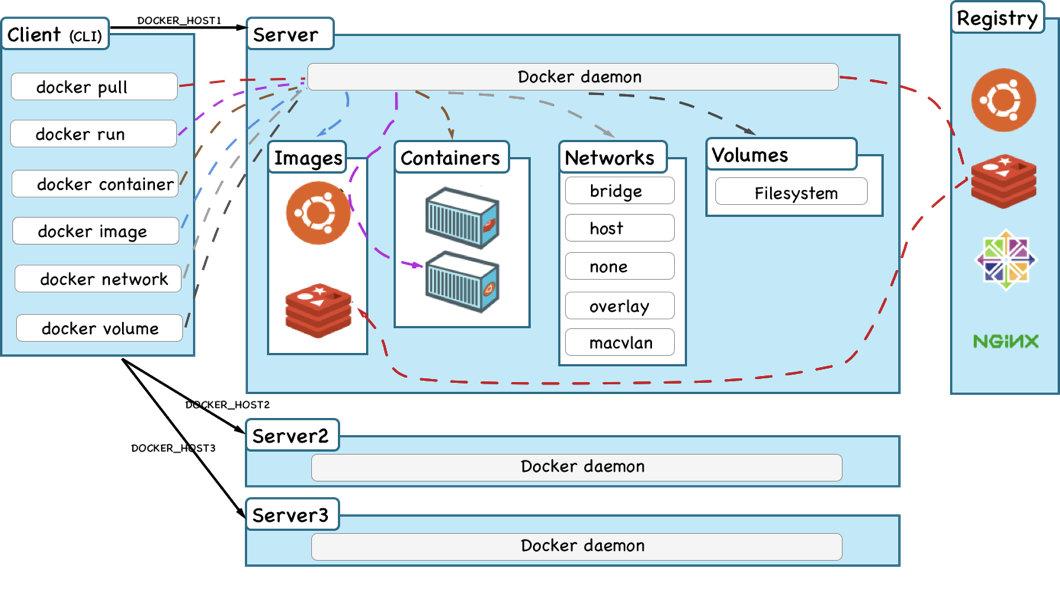 Client (CLI)
docker pull
docker run
docker container
docker image
docker network
docker volume
DOCKER_HOST1
Server
Docker daemon
Images
Containers
Networks
bridge
host
none
overlay
macvlan
Volumes
Filesystem
Registry
NGINX
DOCKER_HOST2
DOCKER_HOST3
Server2
Docker daemon
Server3
Docker daemon